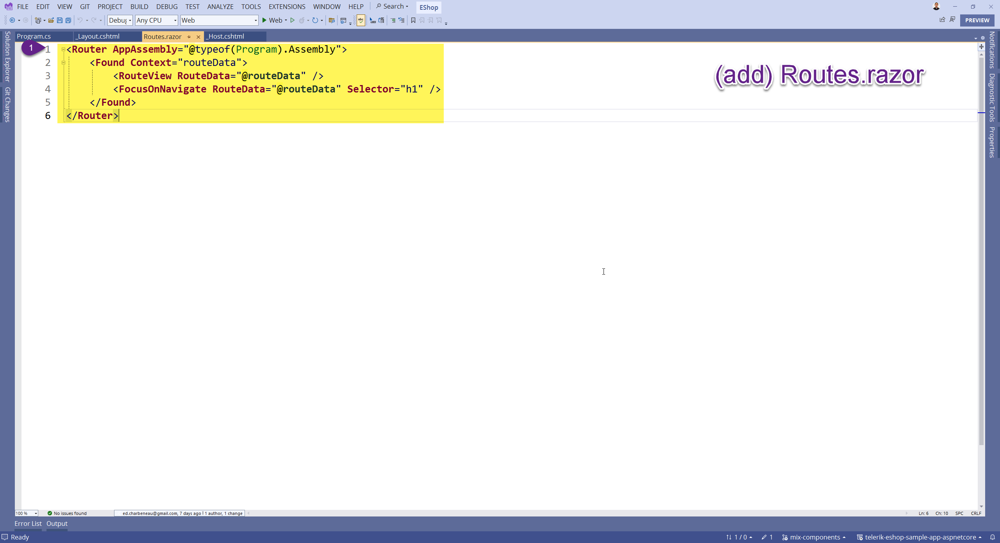 FILE EDIT VIEW GIT PROJECT BUILD DEBUG TEST ANALYZE TOOLS EXTENSIONS WINDOW HELP Search EShop
Debug Any CPU Web Web PREVIEW
Program.cs _Layout.cshtml Routes.razor _Host.cshtml
Solution Explorer
Git Changes
Notifications
Diagnostic Tools
Properties
1
(add) Routes.razor
1 <Router AppAssembly="@typeof(Program).Assembly">
2     <Found Context="routeData">
3         <RouteView RouteData="@routeData" />
4         <FocusOnNavigate RouteData="@routeData" Selector="h1" />
5     </Found>
6 </Router>
100 % No issues found ed.charbeneau@gmail.com, 7 days ago | 1 author, 1 change Ln: 6 Ch: 10 SPC CRLF
Error List Output
Ready 1 / 0 1 mix-components telerik-eshop-sample-app-aspnetcore